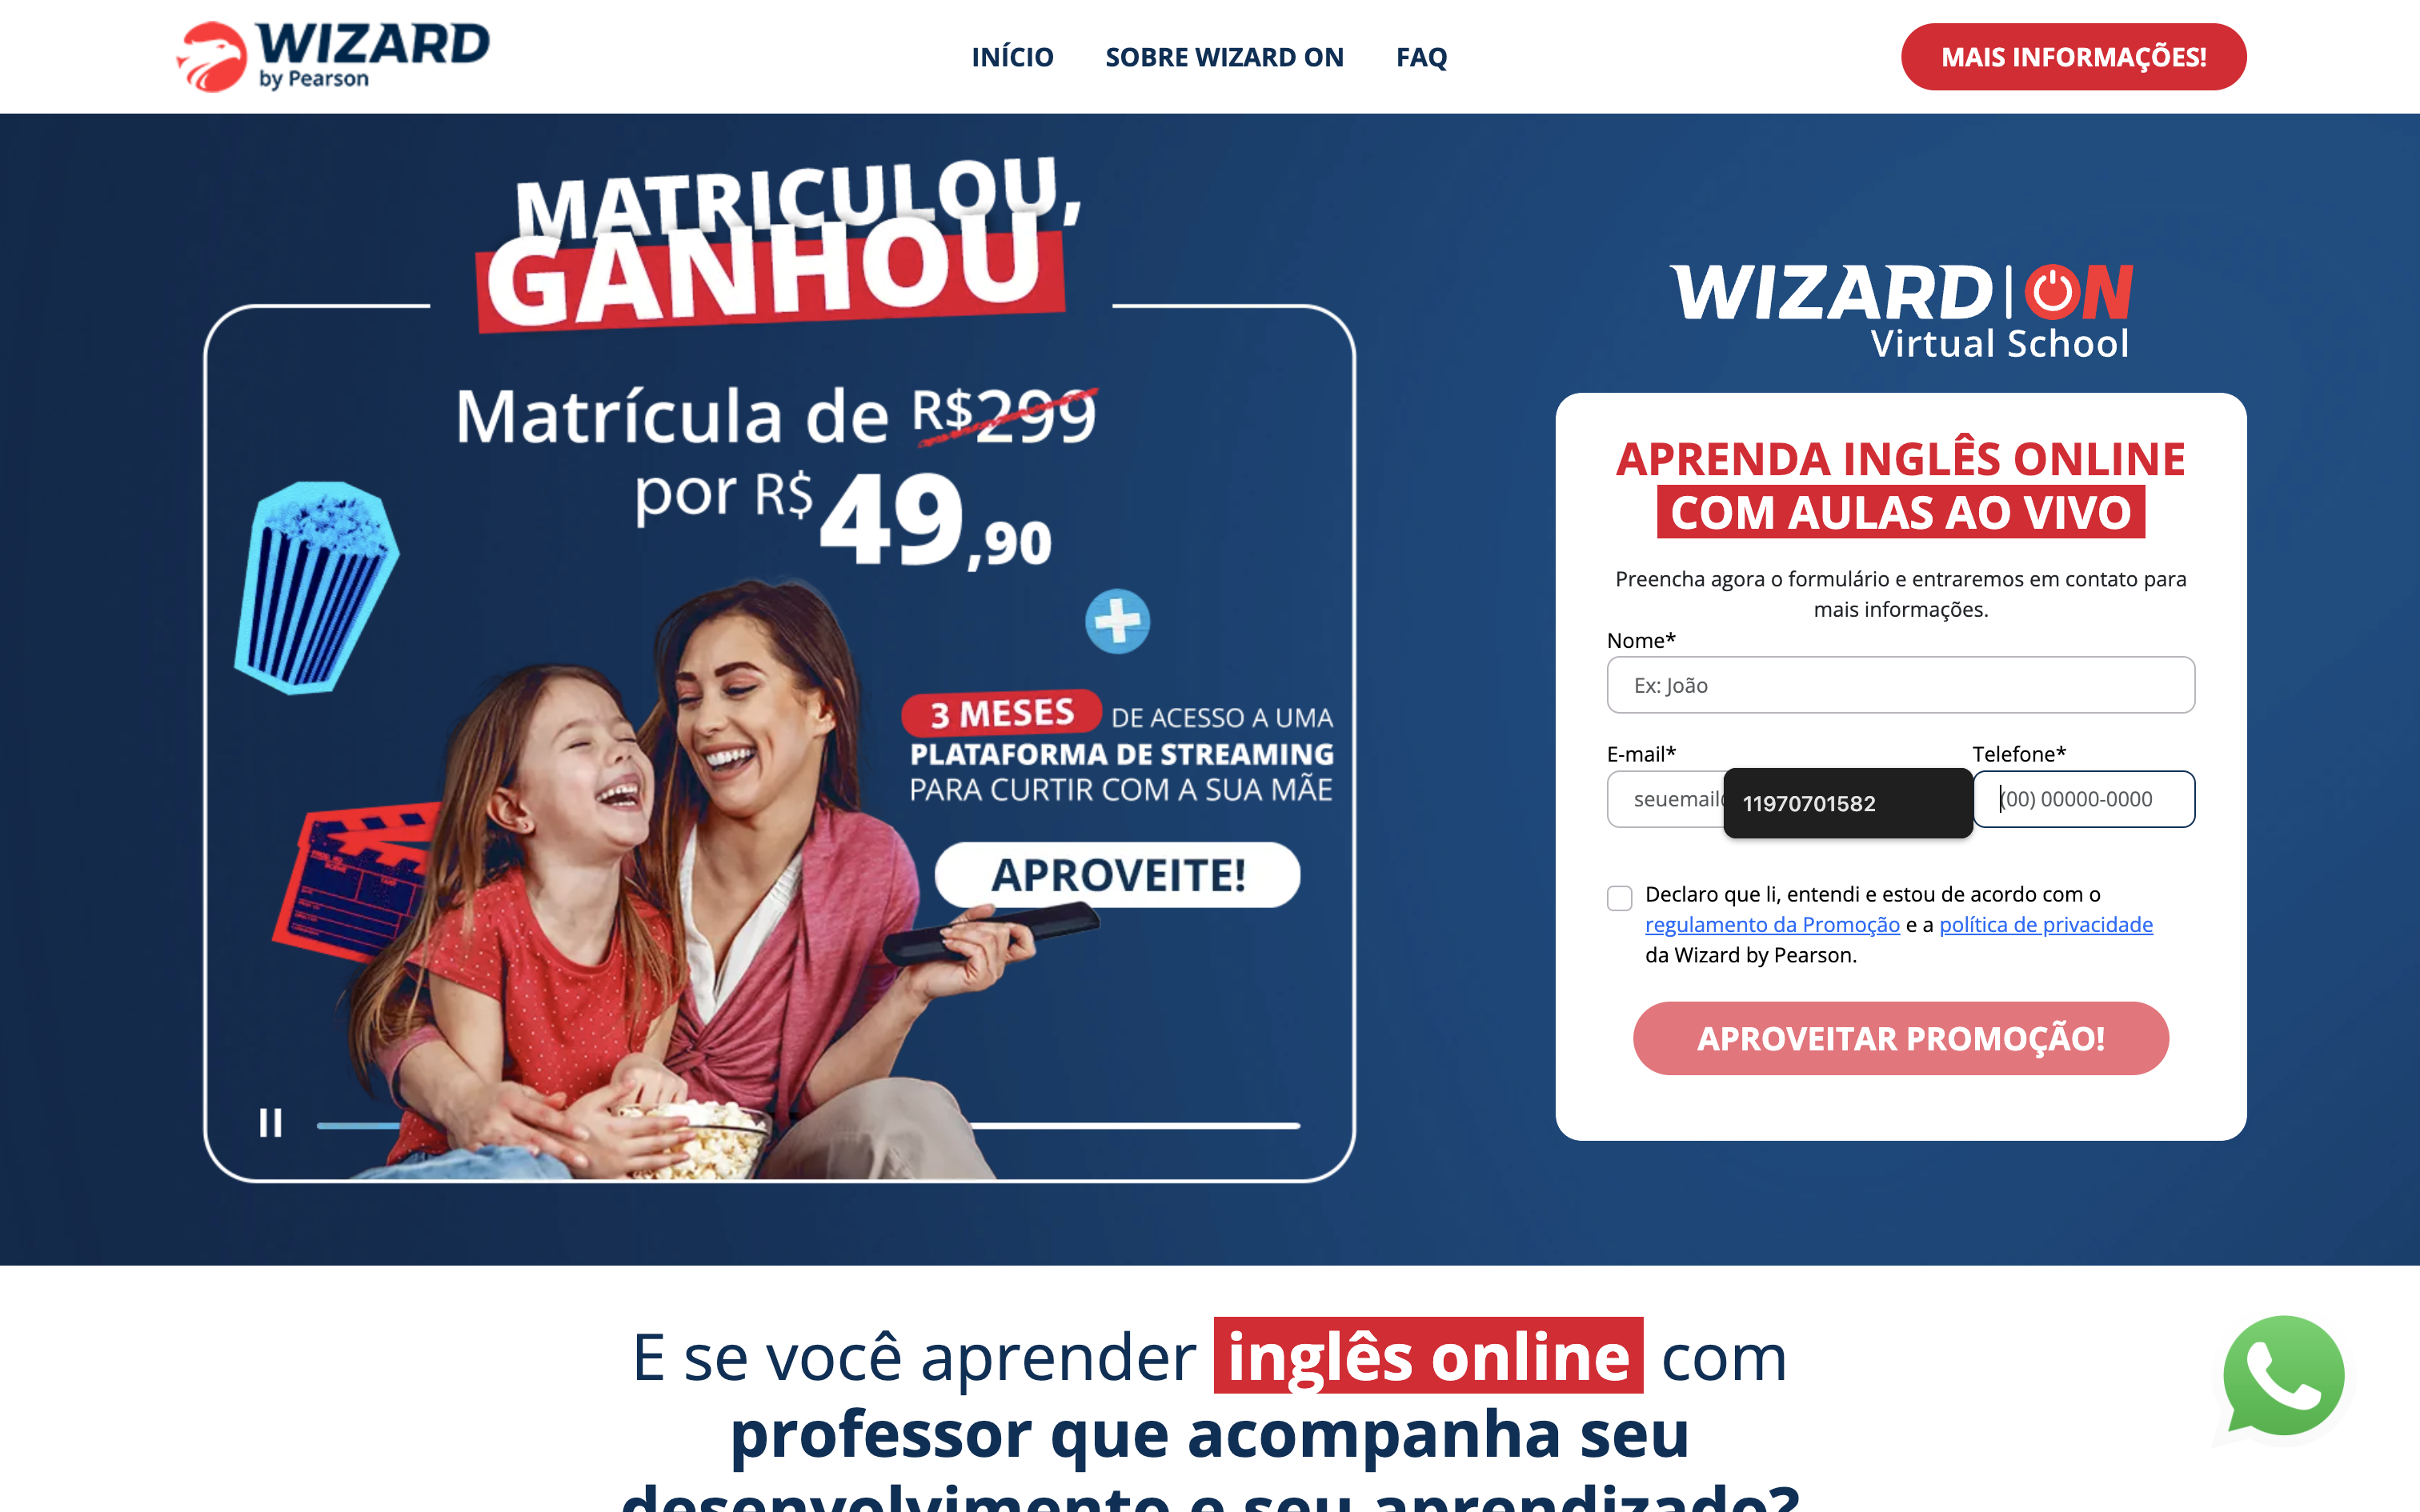 WIZARD
by Pearson
INÍCIO SOBRE WIZARD ON FAQ
MAIS INFORMAÇÕES!
MATRICULOU,
GANHOU
Matrícula de R$299
por R$49,90
3 MESES DE ACESSO A UMA
PLATAFORMA DE STREAMING
PARA CURTIR COM A SUA MÃE
APROVEITE!
WIZARD|ON
Virtual School
APRENDA INGLÊS ONLINE
COM AULAS AO VIVO
Preencha agora o formulário e entraremos em contato para
mais informações.
Nome*
Ex: João
E-mail* Telefone*
seuemail 11970701582 (00) 00000-0000
Declaro que li, entendi e estou de acordo com o
regulamento da Promoção e a política de privacidade
da Wizard by Pearson.
APROVEITAR PROMOÇÃO!
E se você aprender inglês online com
professor que acompanha seu
desenvolvimento e seu aprendizado?